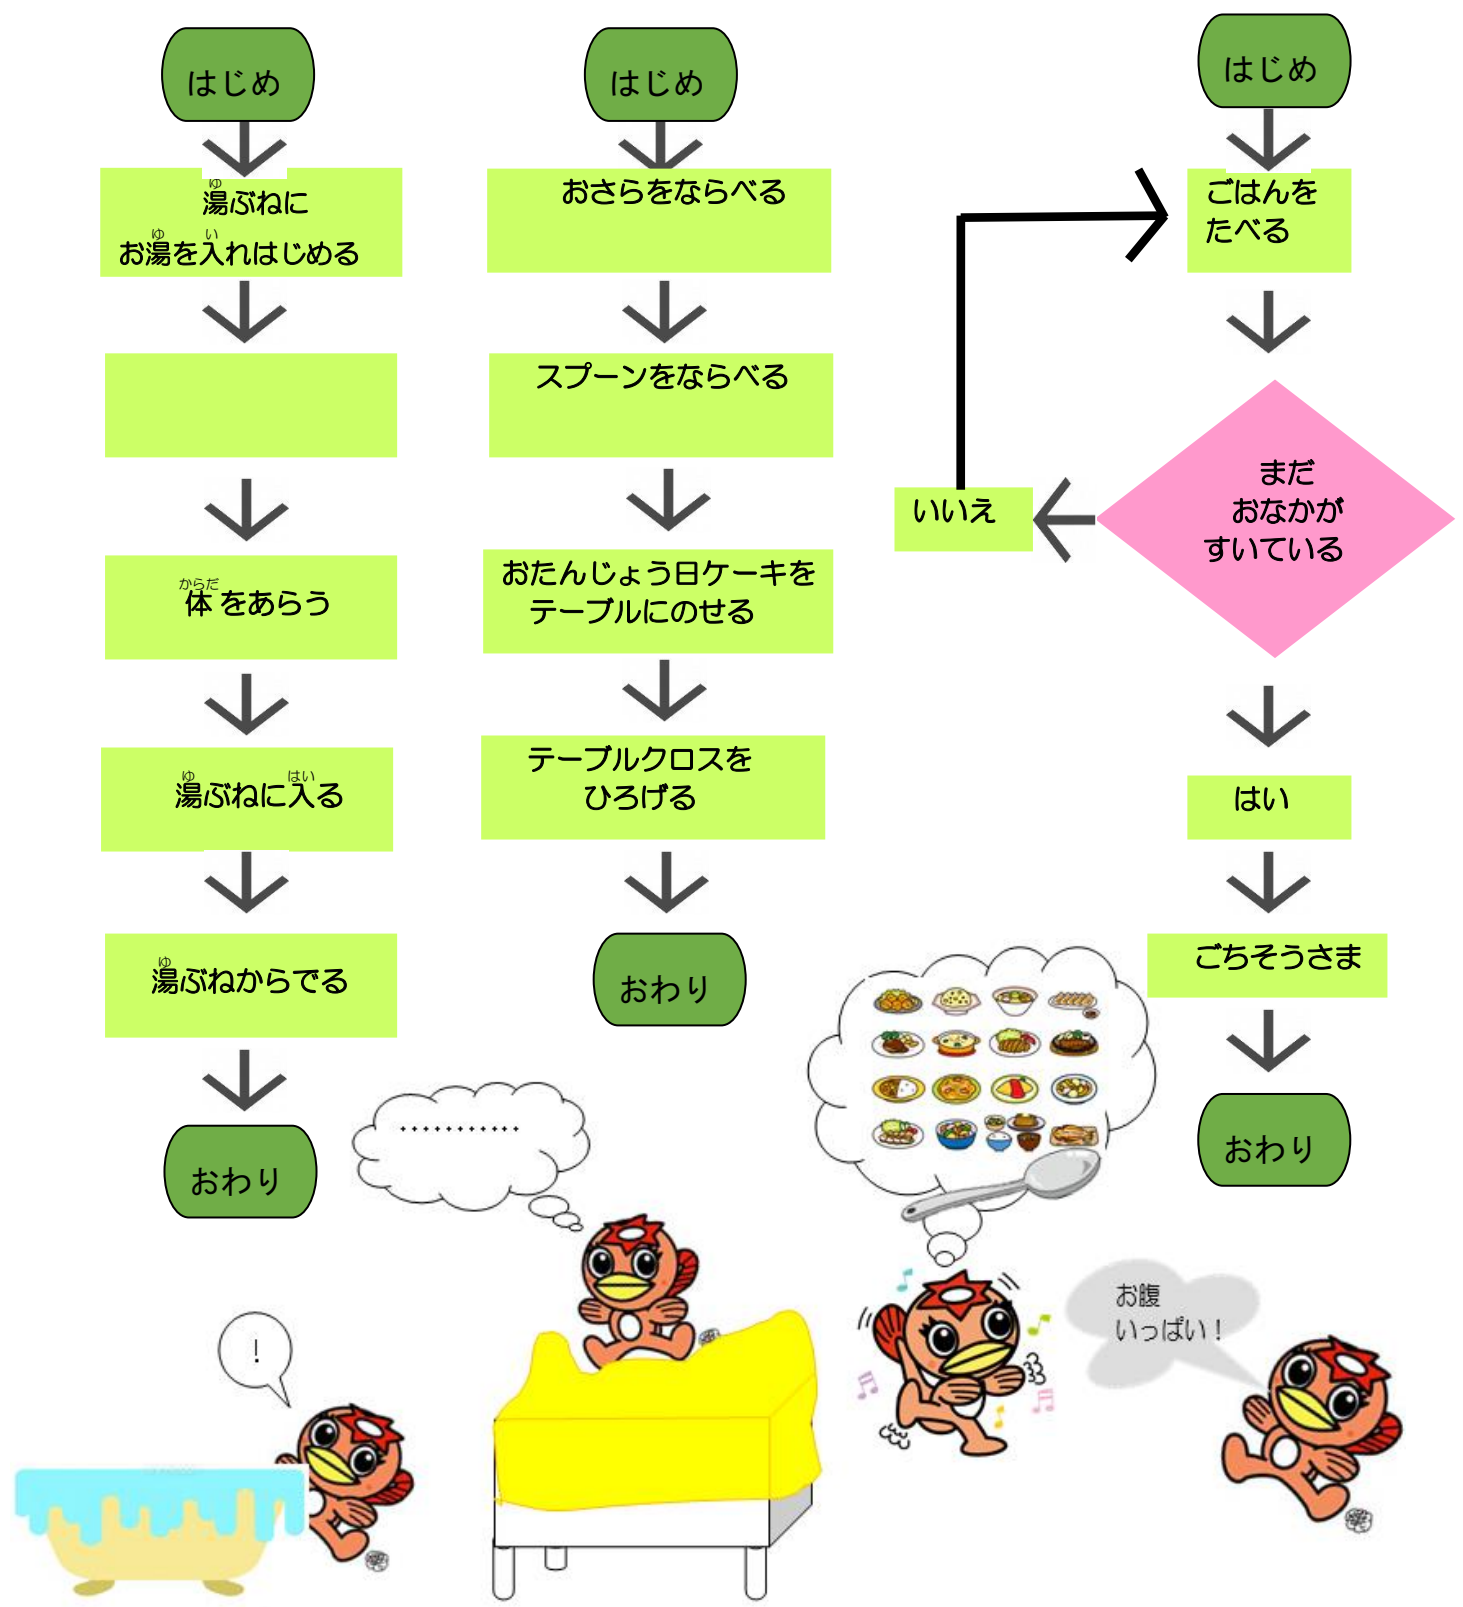 はじめ
湯ぶねに
お湯を入れはじめる
体をあらう
湯ぶねに入る
湯ぶねからでる
おわり
はじめ
おさらをならべる
スプーンをならべる
おたんじょう日ケーキを
テーブルにのせる
テーブルクロスを
ひろげる
おわり
はじめ
ごはんを
たべる
まだ
おなかが
すいている
いいえ
はい
ごちそうさま
おわり
・・・・・・・・・・・
！
お腹
いっぱい！